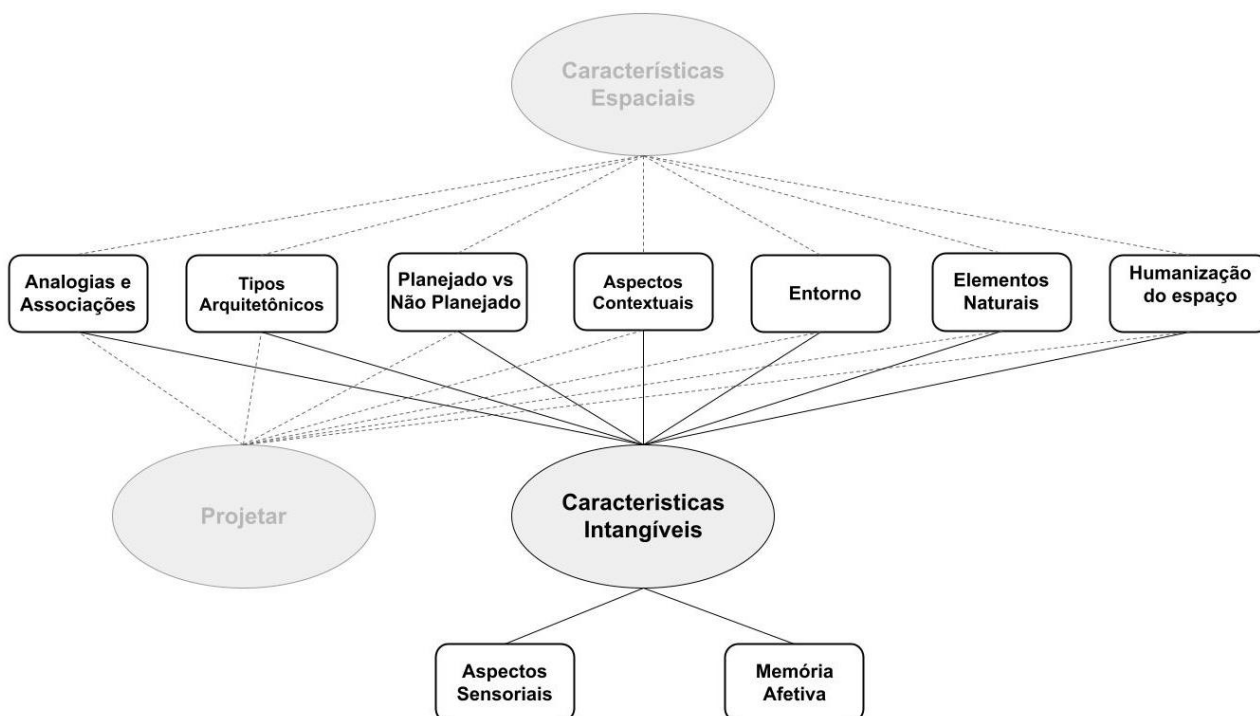 Características
Espaciais
Analogias e
Associações
Tipos
Arquitetônicos
Planejado vs
Não Planejado
Aspectos
Contextuais
Entorno
Elementos
Naturais
Humanização
do espaço
Projetar
Caracteristicas
Intangíveis
Aspectos
Sensoriais
Memória
Afetiva